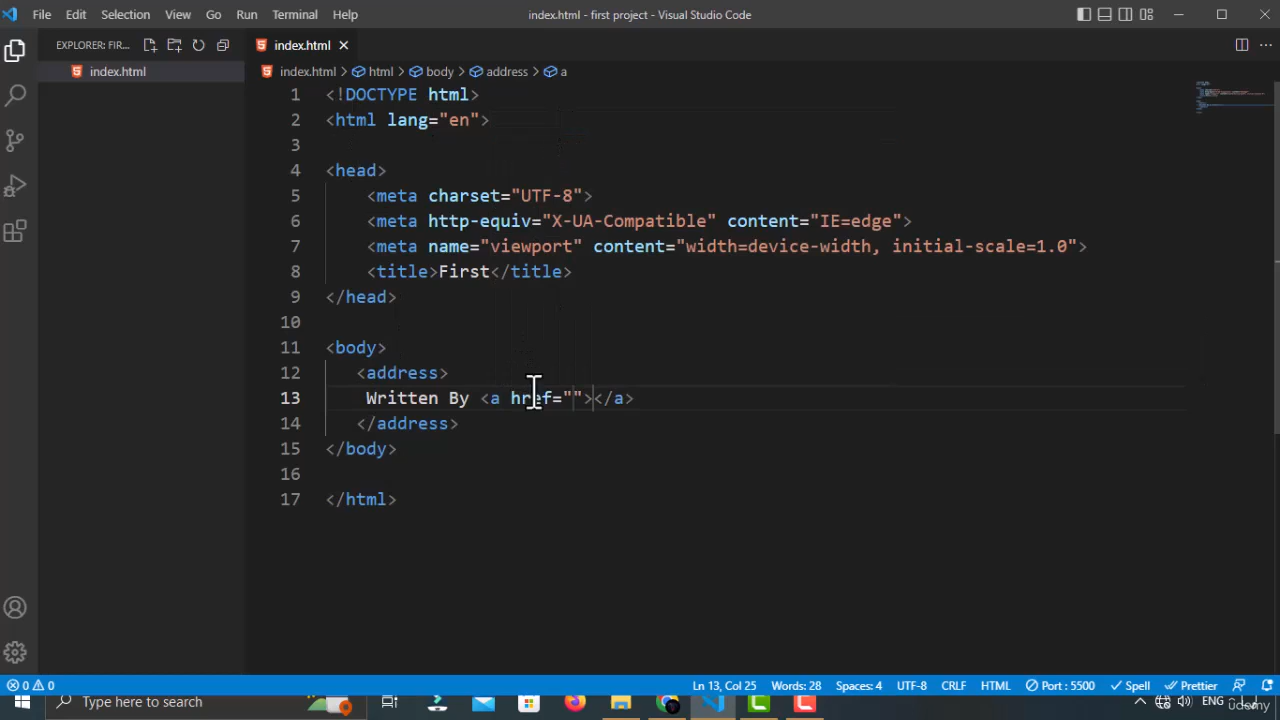 File Edit Selection View Go Run Terminal Help index.html - first project - Visual Studio Code
EXPLORER: FIR... index.html
index.html index.html > html > body > address > a
1 <!DOCTYPE html>
2 <html lang="en">
3
4 <head>
5 <meta charset="UTF-8">
6 <meta http-equiv="X-UA-Compatible" content="IE=edge">
7 <meta name="viewport" content="width=device-width, initial-scale=1.0">
8 <title>First</title>
9 </head>
10
11 <body>
12 <address>
13 Written By <a href=""></a>
14 </address>
15 </body>
16
17 </html>
0 0 Ln 13, Col 25 Words: 28 Spaces: 4 UTF-8 CRLF HTML Port : 5500 Spell Prettier
Type here to search ENG
Udemy